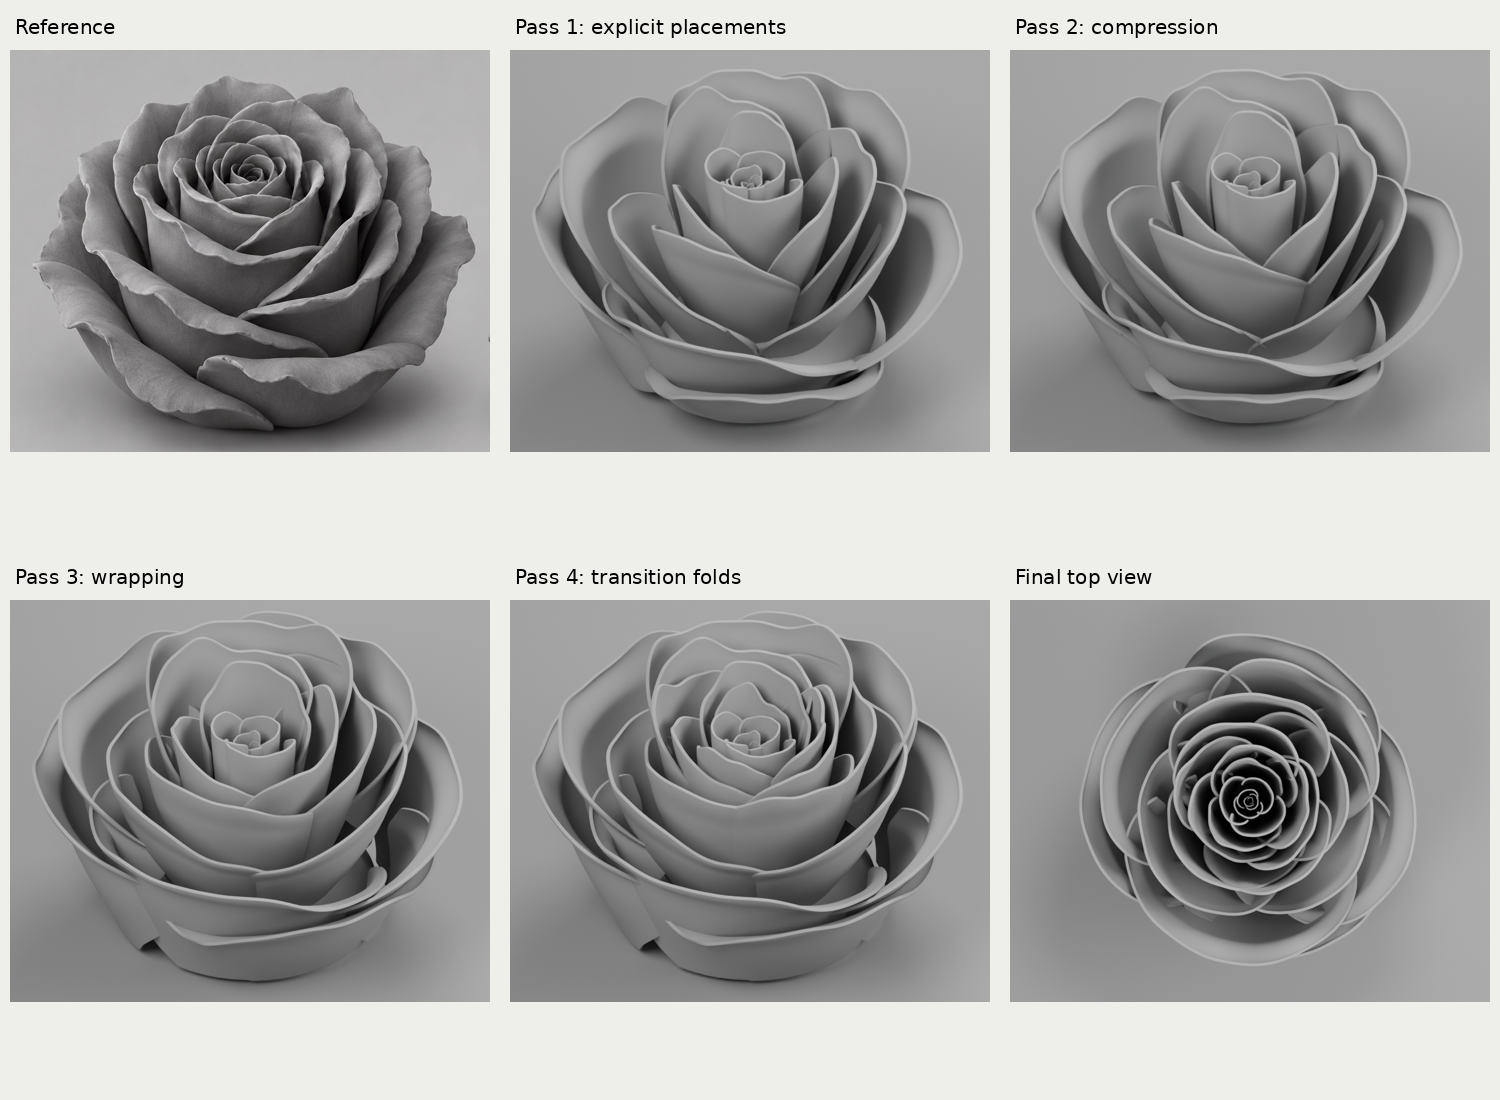 Reference
Pass 1: explicit placements
Pass 2: compression
Pass 3: wrapping
Pass 4: transition folds
Final top view